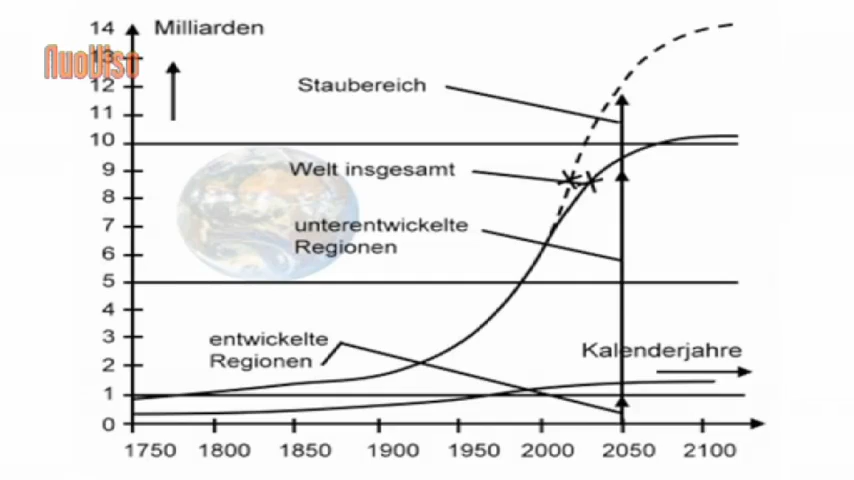 14
Milliarden
NuoViso
13
12
11
10
9
8
7
6
5
4
3
2
1
0
Staubereich
Welt insgesamt
unterentwickelte
Regionen
entwickelte
Regionen
Kalenderjahre
1750 1800 1850 1900 1950 2000 2050 2100